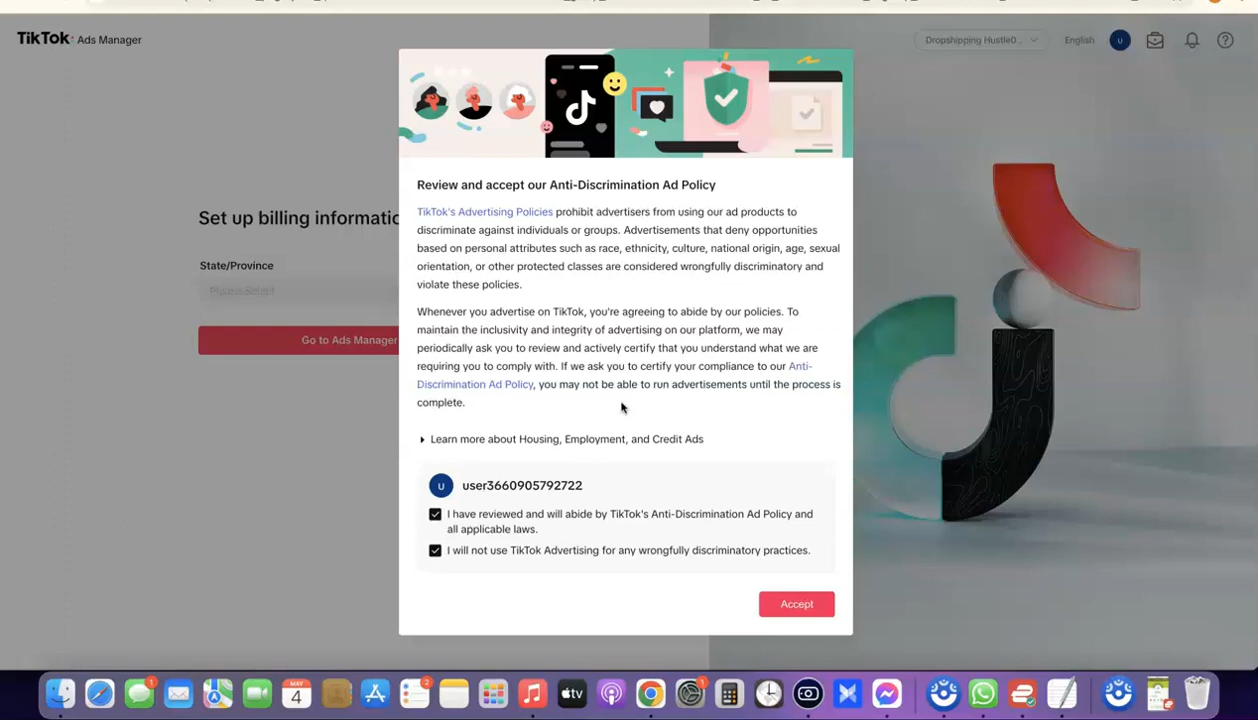 TikTok: Ads Manager
Dropshipping Hustle0...
English
U
Set up billing informatio
State/Province
Please Select
Go to Ads Manager
Review and accept our Anti-Discrimination Ad Policy
TikTok's Advertising Policies prohibit advertisers from using our ad products to
discriminate against individuals or groups. Advertisements that deny opportunities
based on personal attributes such as race, ethnicity, culture, national origin, age, sexual
orientation, or other protected classes are considered wrongfully discriminatory and
violate these policies.
Whenever you advertise on TikTok, you're agreeing to abide by our policies. To
maintain the inclusivity and integrity of advertising on our platform, we may
periodically ask you to review and actively certify that you understand what we are
requiring you to comply with. If we ask you to certify your compliance to our Anti-
Discrimination Ad Policy, you may not be able to run advertisements until the process is
complete.
Learn more about Housing, Employment, and Credit Ads
U
user3660905792722
I have reviewed and will abide by TikTok's Anti-Discrimination Ad Policy and
all applicable laws.
I will not use TikTok Advertising for any wrongfully discriminatory practices.
Accept
1
MAY
4
2
tv
1